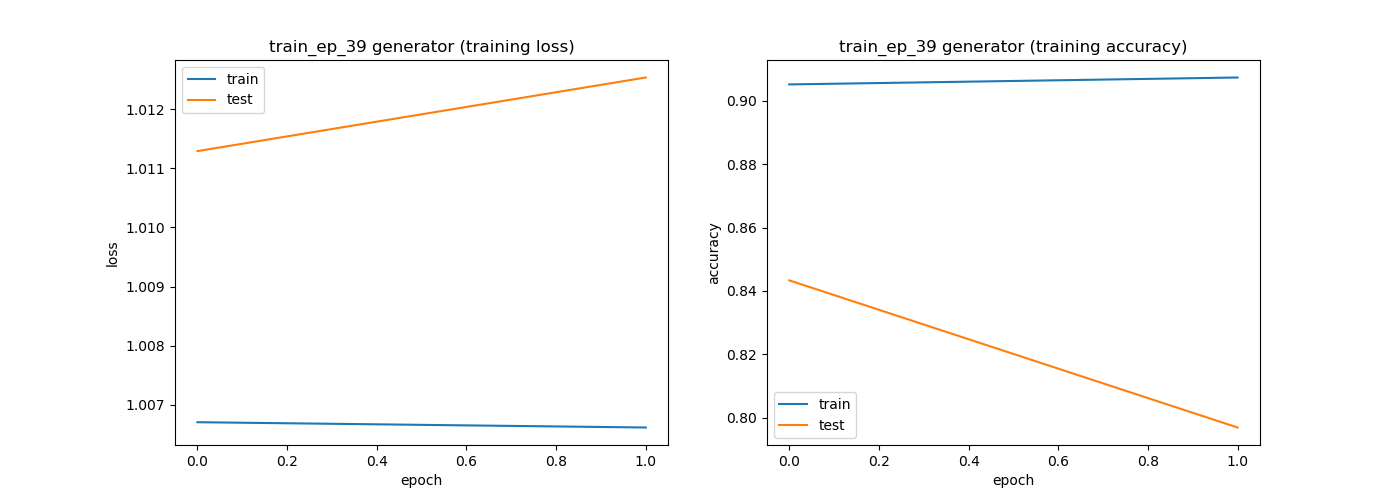 train_ep_39 generator (training loss)
train
test
1.012
1.011
1.010
1.009
1.008
1.007
loss
0.0 0.2 0.4 0.6 0.8 1.0
epoch
train_ep_39 generator (training accuracy)
0.90
0.88
0.86
0.84
0.82
0.80
accuracy
train
test
0.0 0.2 0.4 0.6 0.8 1.0
epoch